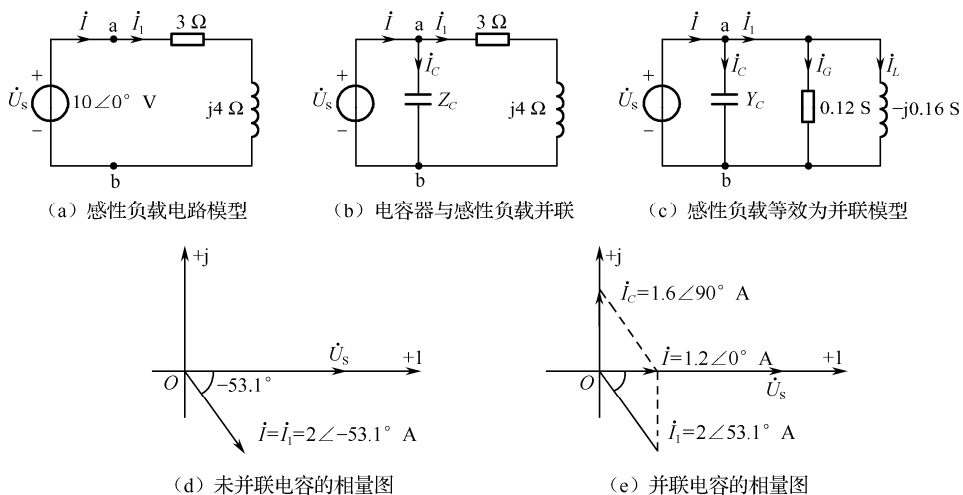 İ a İ₁ 3 Ω
+
U̇s 10∠0° V
−
j4 Ω
b
(a) 感性负载电路模型
İ a İ₁ 3 Ω
İC
+
U̇s
−
ZC
j4 Ω
b
(b) 电容器与感性负载并联
İ a İ₁
İC İG İL
+
U̇s
−
YC
0.12 S
−j0.16 S
b
(c) 感性负载等效为并联模型
+j
U̇s +1
O −53.1°
İ=İ₁=2∠−53.1° A
(d) 未并联电容的相量图
+j
İC=1.6∠90° A
İ=1.2∠0° A +1
O U̇s
İ₁=2∠53.1° A
(e) 并联电容的相量图